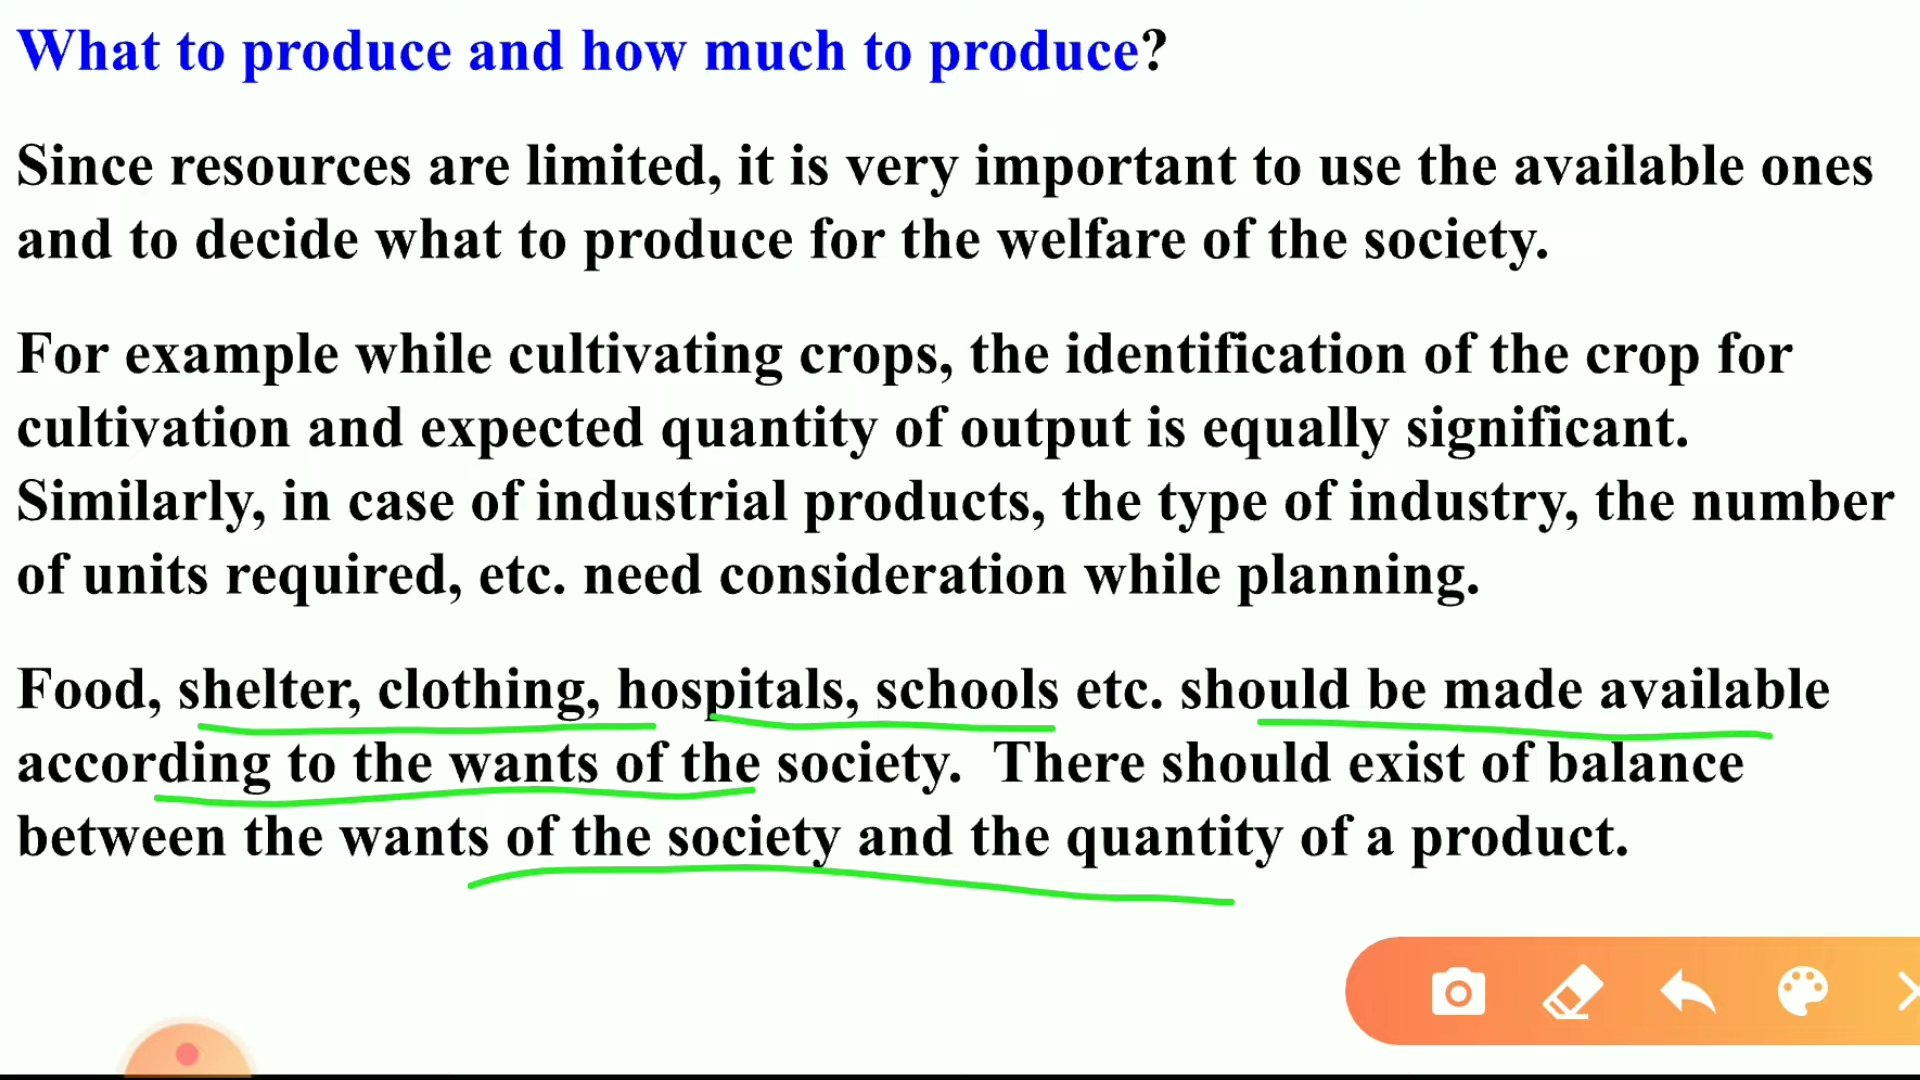 What to produce and how much to produce?
Since resources are limited, it is very important to use the available ones
and to decide what to produce for the welfare of the society.
For example while cultivating crops, the identification of the crop for
cultivation and expected quantity of output is equally significant.
Similarly, in case of industrial products, the type of industry, the number
of units required, etc. need consideration while planning.
Food, shelter, clothing, hospitals, schools etc. should be made available
according to the wants of the society.  There should exist of balance
between the wants of the society and the quantity of a product.